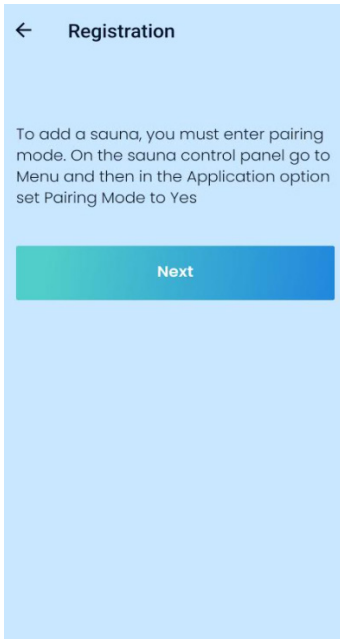 Registration
To add a sauna, you must enter pairing
mode. On the sauna control panel go to
Menu and then in the Application option
set Pairing Mode to Yes
Next